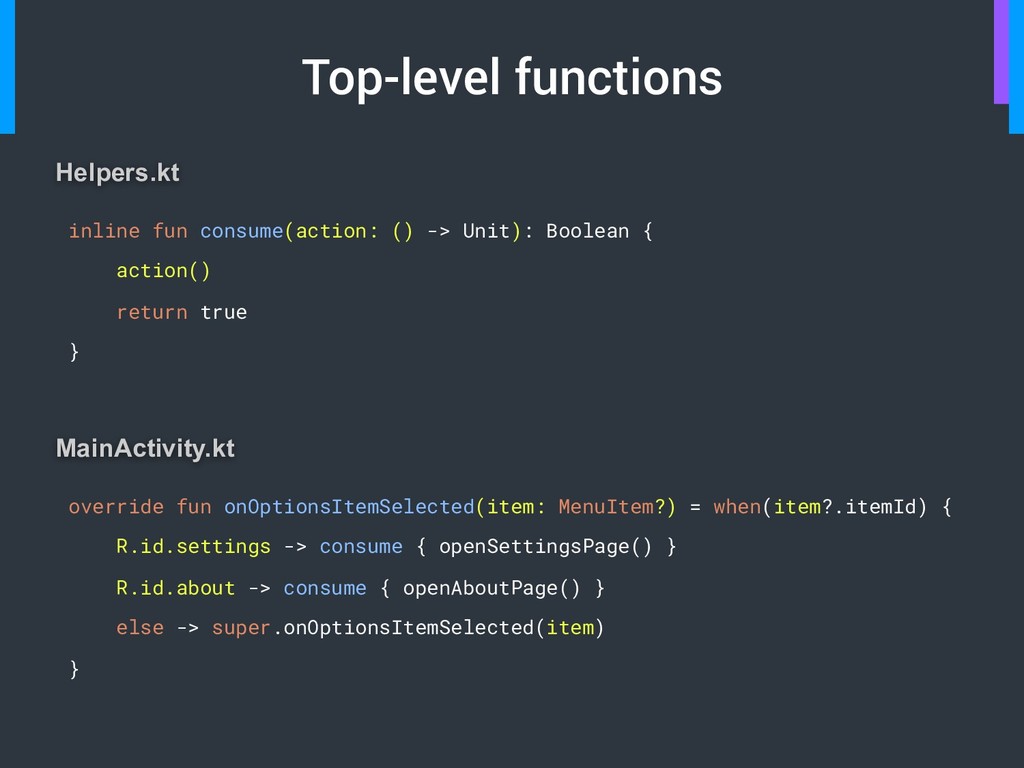 Top-level functions
Helpers.kt
inline fun consume(action: () -> Unit): Boolean {
action()
return true
}
MainActivity.kt
override fun onOptionsItemSelected(item: MenuItem?) = when(item?.itemId) {
R.id.settings -> consume { openSettingsPage() }
R.id.about -> consume { openAboutPage() }
else -> super.onOptionsItemSelected(item)
}